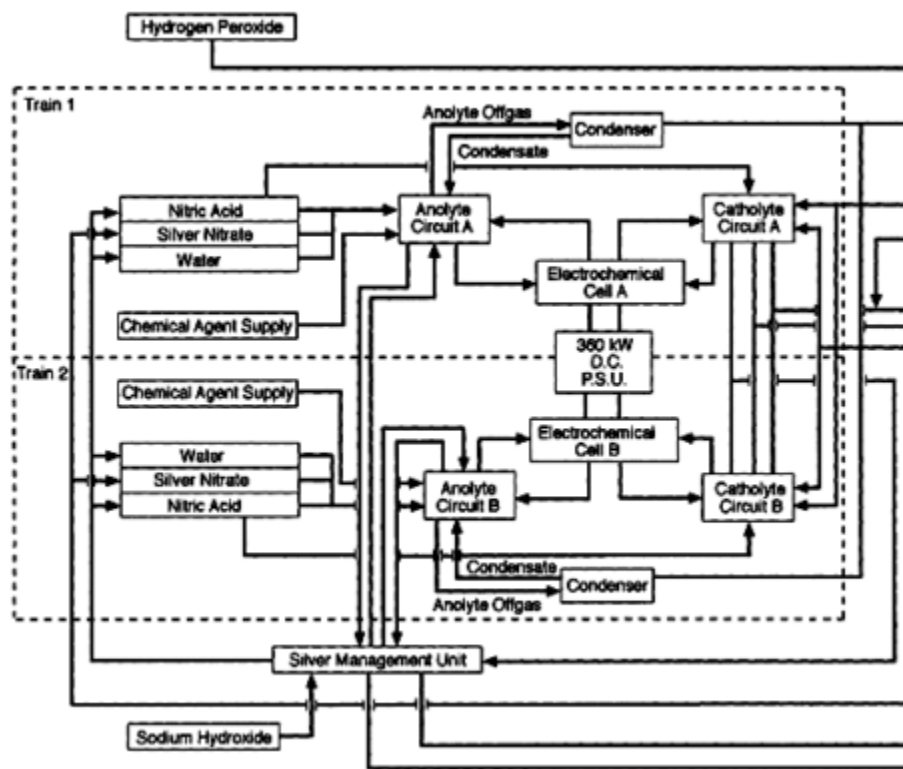 Hydrogen Peroxide
Train 1
Anolyte Offgas
Condenser
Condensate
Nitric Acid
Silver Nitrate
Water
Anolyte
Circuit A
Catholyte
Circuit A
Electrochemical
Cell A
Chemical Agent Supply
360 kW
D.C.
P.S.U.
Train 2
Chemical Agent Supply
Electrochemical
Cell B
Water
Silver Nitrate
Nitric Acid
Anolyte
Circuit B
Catholyte
Circuit B
Condensate
Condenser
Anolyte Offgas
Silver Management Unit
Sodium Hydroxide